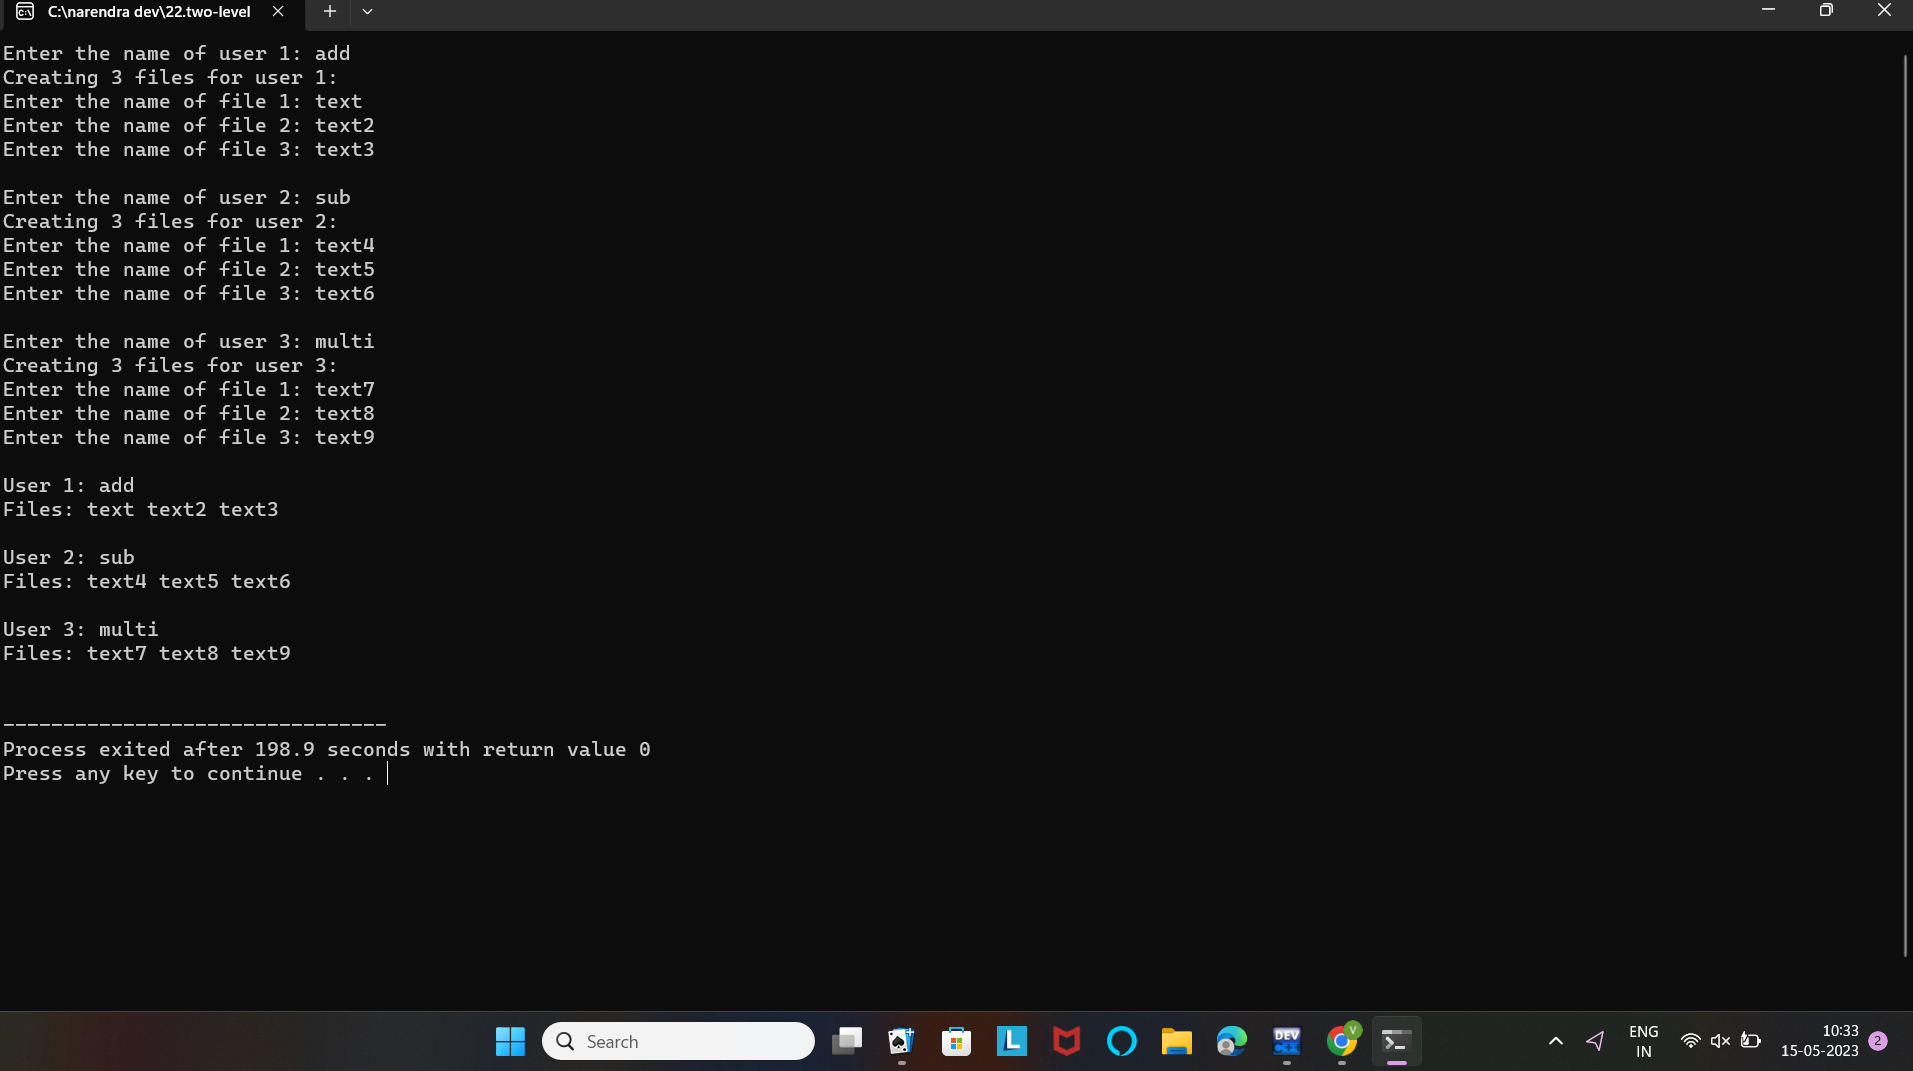 C:\narendra dev\22.two-level
Enter the name of user 1: add
Creating 3 files for user 1:
Enter the name of file 1: text
Enter the name of file 2: text2
Enter the name of file 3: text3
Enter the name of user 2: sub
Creating 3 files for user 2:
Enter the name of file 1: text4
Enter the name of file 2: text5
Enter the name of file 3: text6
Enter the name of user 3: multi
Creating 3 files for user 3:
Enter the name of file 1: text7
Enter the name of file 2: text8
Enter the name of file 3: text9
User 1: add
Files: text text2 text3
User 2: sub
Files: text4 text5 text6
User 3: multi
Files: text7 text8 text9
--------------------------------
Process exited after 198.9 seconds with return value 0
Press any key to continue . . .
Search
L
DEV
C++
V
ENG
IN
10:33
15-05-2023
2